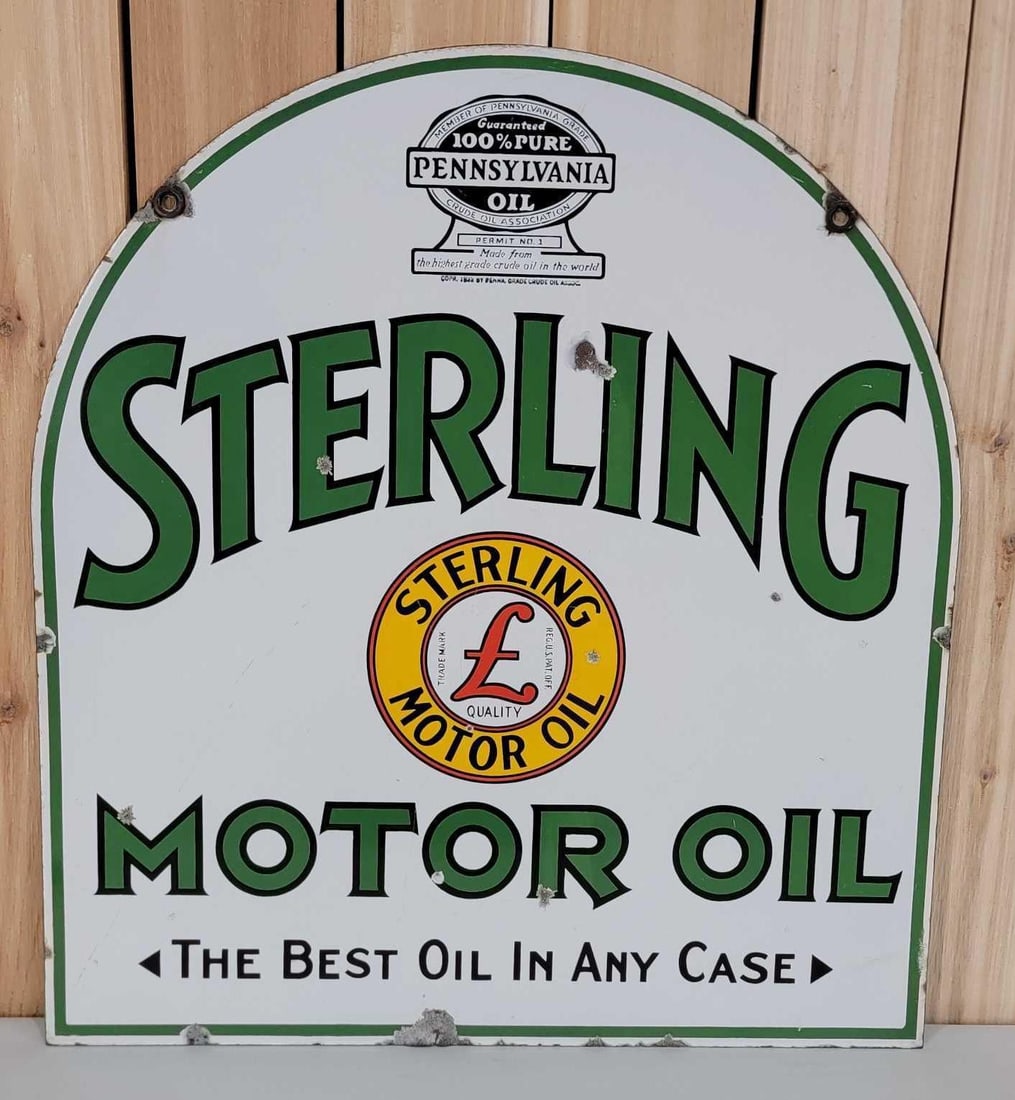 MEMBER OF PENNSYLVANIA GRADE
Guaranteed
100% PURE
PENNSYLVANIA
OIL
CRUDE OIL ASSOCIATION
PERMIT NO. 1
Made from
the highest grade crude oil in the world
STERLING
STERLING
TRADE MARK
£
REG. U.S. PAT. OFF.
QUALITY
MOTOR OIL
MOTOR OIL
THE BEST OIL IN ANY CASE